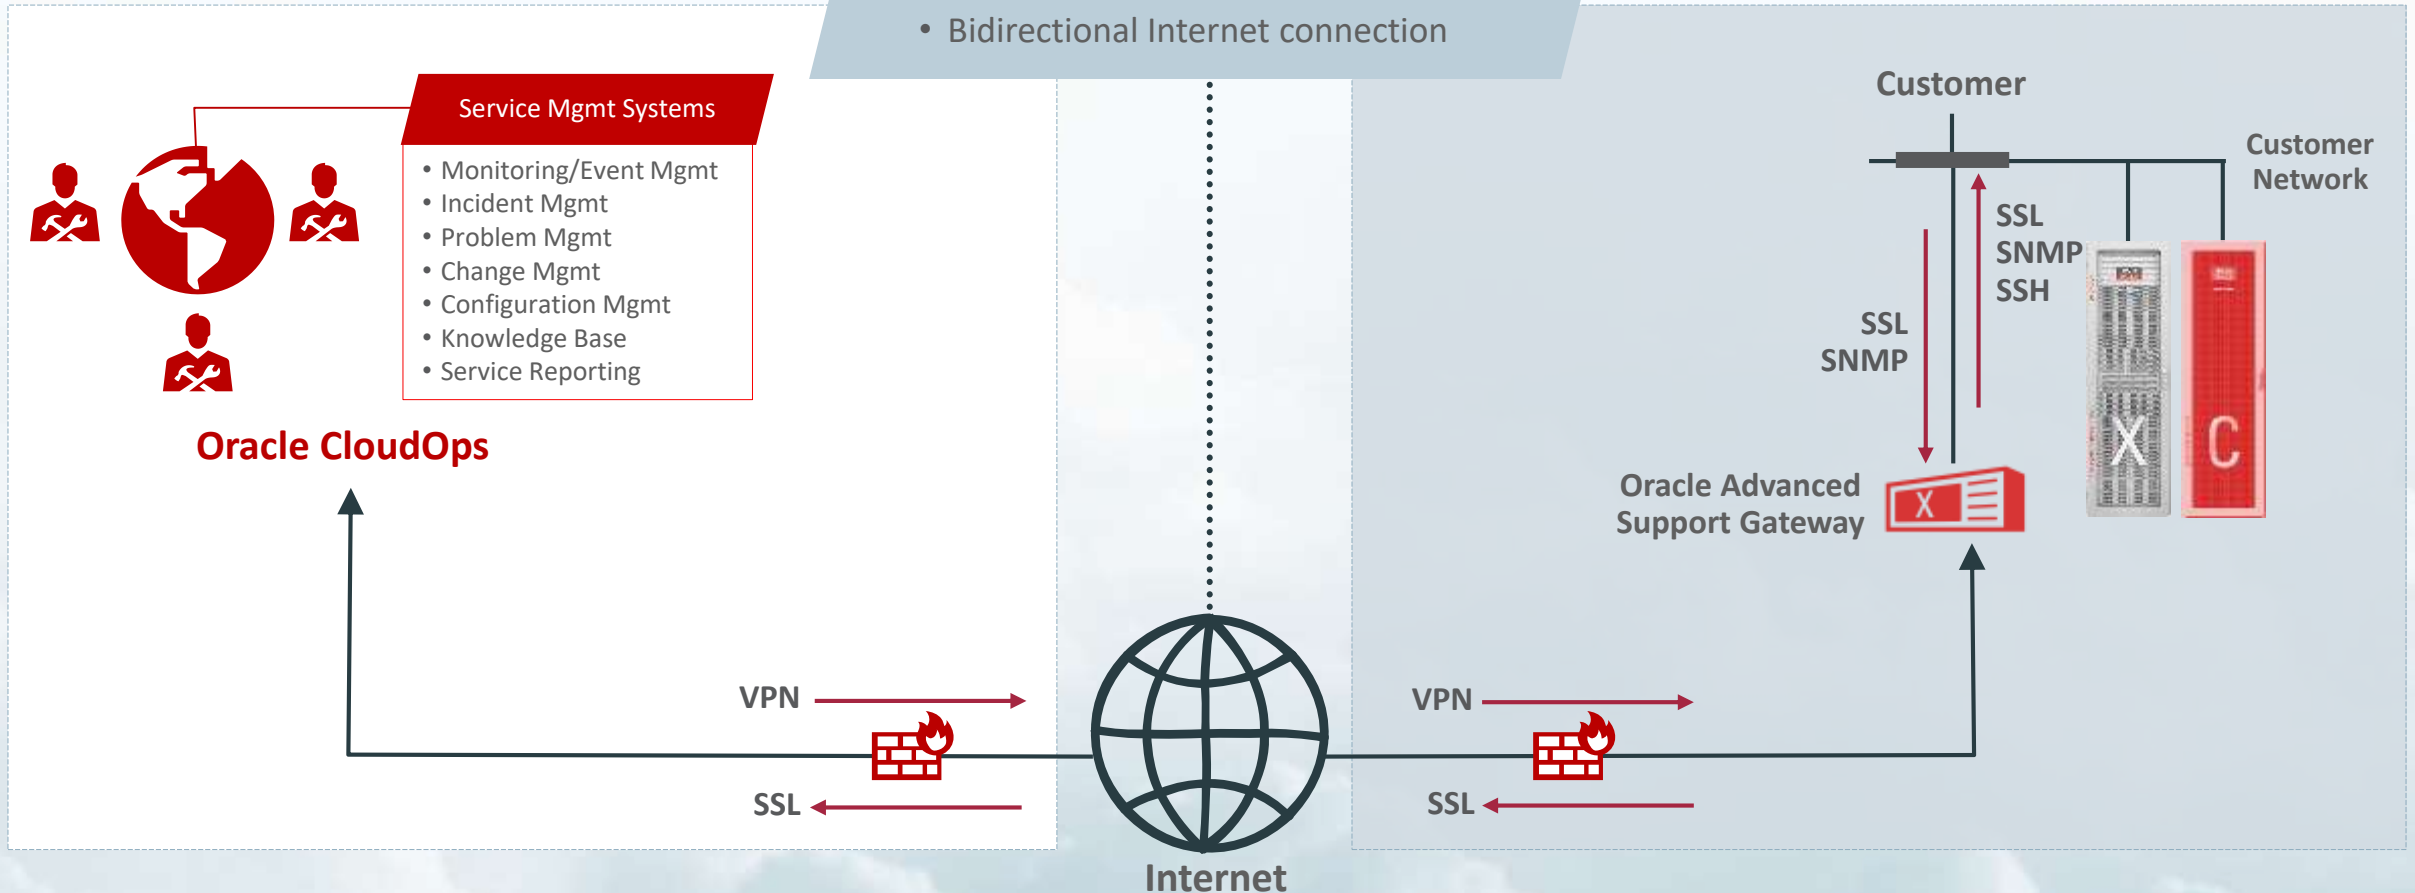 • Bidirectional Internet connection
Service Mgmt Systems
• Monitoring/Event Mgmt
• Incident Mgmt
• Problem Mgmt
• Change Mgmt
• Configuration Mgmt
• Knowledge Base
• Service Reporting
Oracle CloudOps
VPN
SSL
Internet
Customer
Customer
Network
SSL
SNMP
SSH
SSL
SNMP
X
C
Oracle Advanced
Support Gateway
X
VPN
SSL